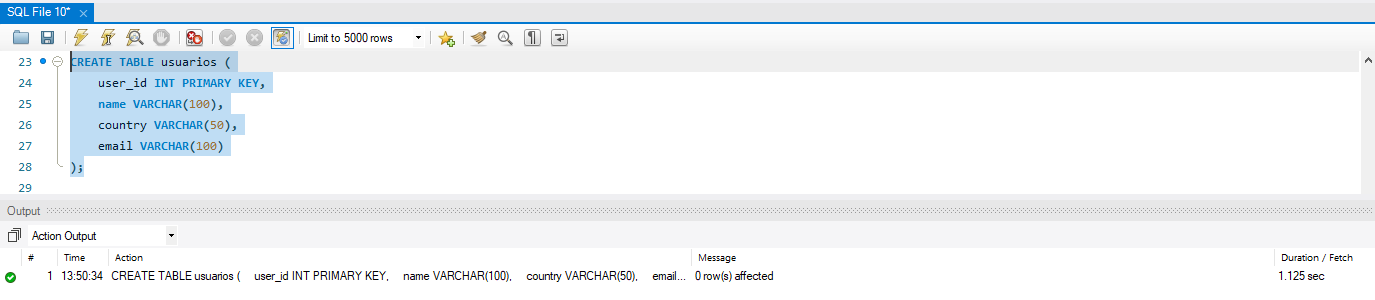 SQL File 10*
Limit to 5000 rows
23 CREATE TABLE usuarios (
24 user_id INT PRIMARY KEY,
25 name VARCHAR(100),
26 country VARCHAR(50),
27 email VARCHAR(100)
28 );
29
Output
Action Output
# Time Action Message Duration / Fetch
1 13:50:34 CREATE TABLE usuarios ( user_id INT PRIMARY KEY, name VARCHAR(100), country VARCHAR(50), email... 0 row(s) affected 1.125 sec